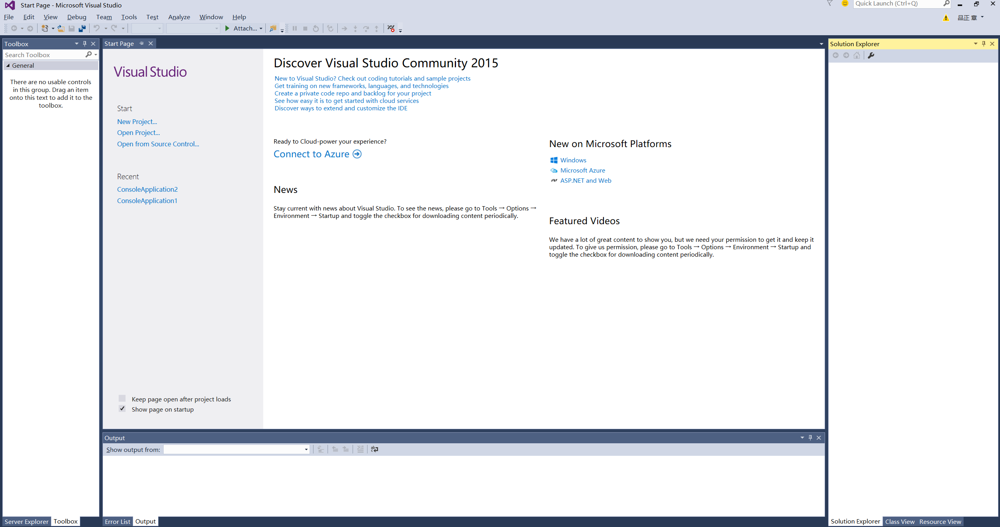 Start Page - Microsoft Visual Studio
Quick Launch (Ctrl+Q)
File Edit View Debug Team Tools Test Analyze Window Help
品正 章
Attach...
Toolbox
Search Toolbox
General
There are no usable controls
in this group. Drag an item
onto this text to add it to the
toolbox.
Start Page
Visual Studio
Start
New Project...
Open Project...
Open from Source Control...
Recent
ConsoleApplication2
ConsoleApplication1
Keep page open after project loads
Show page on startup
Discover Visual Studio Community 2015
New to Visual Studio? Check out coding tutorials and sample projects
Get training on new frameworks, languages, and technologies
Create a private code repo and backlog for your project
See how easy it is to get started with cloud services
Discover ways to extend and customize the IDE
Ready to Cloud-power your experience?
Connect to Azure
News
Stay current with news about Visual Studio. To see the news, please go to Tools → Options →
Environment → Startup and toggle the checkbox for downloading content periodically.
New on Microsoft Platforms
Windows
Microsoft Azure
ASP.NET and Web
Featured Videos
We have a lot of great content to show you, but we need your permission to get it and keep it
updated. To give us permission, please go to Tools → Options → Environment → Startup and
toggle the checkbox for downloading content periodically.
Output
Show output from:
Solution Explorer
Server Explorer Toolbox
Error List Output
Solution Explorer Class View Resource View